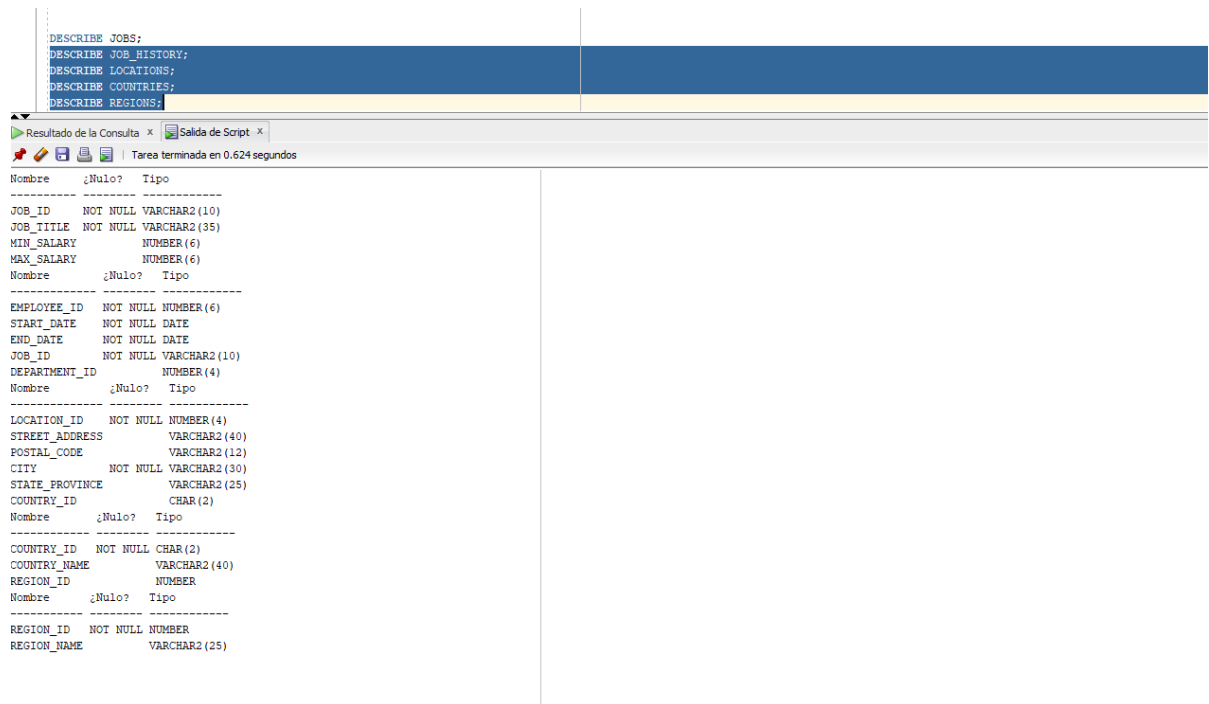 DESCRIBE JOBS;
DESCRIBE JOB_HISTORY;
DESCRIBE LOCATIONS;
DESCRIBE COUNTRIES;
DESCRIBE REGIONS;
Resultado de la Consulta x Salida de Script x
| Tarea terminada en 0.624 segundos
Nombre     ¿Nulo?   Tipo
---------- -------- ------------
JOB_ID     NOT NULL VARCHAR2(10)
JOB_TITLE  NOT NULL VARCHAR2(35)
MIN_SALARY          NUMBER(6)
MAX_SALARY          NUMBER(6)
Nombre        ¿Nulo?   Tipo
------------- -------- ------------
EMPLOYEE_ID   NOT NULL NUMBER(6)
START_DATE    NOT NULL DATE
END_DATE      NOT NULL DATE
JOB_ID        NOT NULL VARCHAR2(10)
DEPARTMENT_ID          NUMBER(4)
Nombre         ¿Nulo?   Tipo
-------------- -------- ------------
LOCATION_ID    NOT NULL NUMBER(4)
STREET_ADDRESS          VARCHAR2(40)
POSTAL_CODE             VARCHAR2(12)
CITY           NOT NULL VARCHAR2(30)
STATE_PROVINCE          VARCHAR2(25)
COUNTRY_ID              CHAR(2)
Nombre       ¿Nulo?   Tipo
------------ -------- ------------
COUNTRY_ID   NOT NULL CHAR(2)
COUNTRY_NAME          VARCHAR2(40)
REGION_ID             NUMBER
Nombre      ¿Nulo?   Tipo
----------- -------- ------------
REGION_ID   NOT NULL NUMBER
REGION_NAME          VARCHAR2(25)